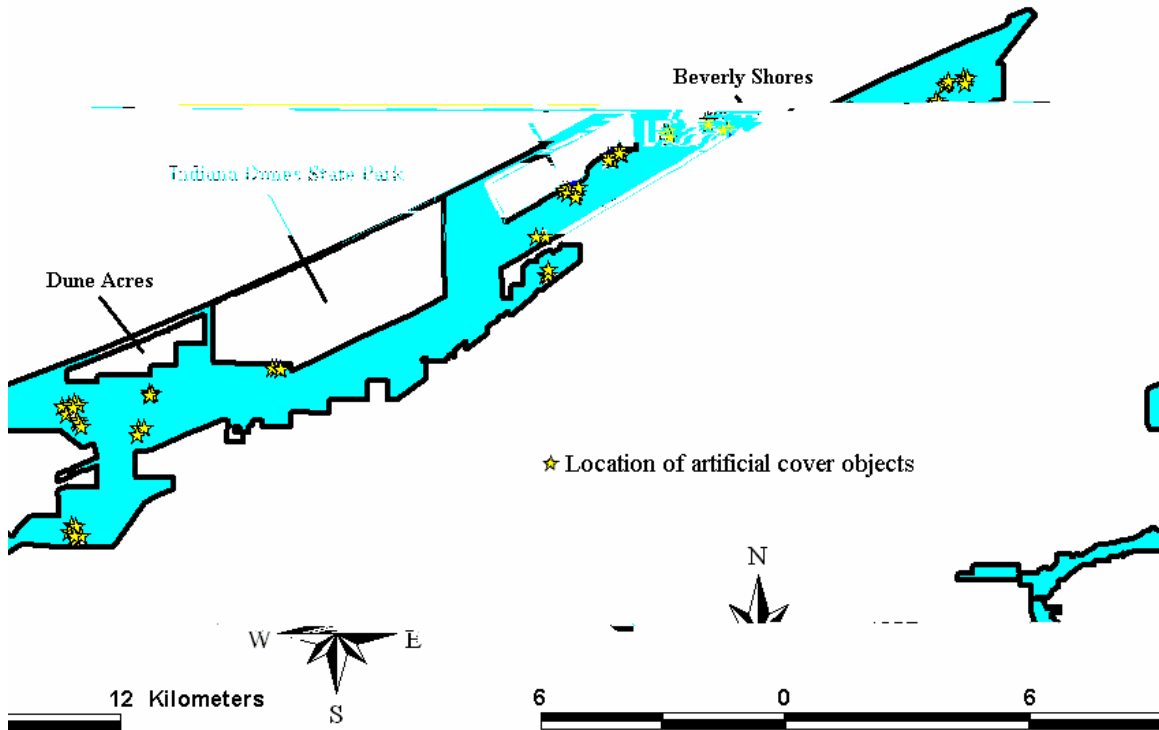 Beverly Shores
Indiana Dunes State Park
Dune Acres
Location of artificial cover objects
N
W E
S
12 Kilometers 6 0 6